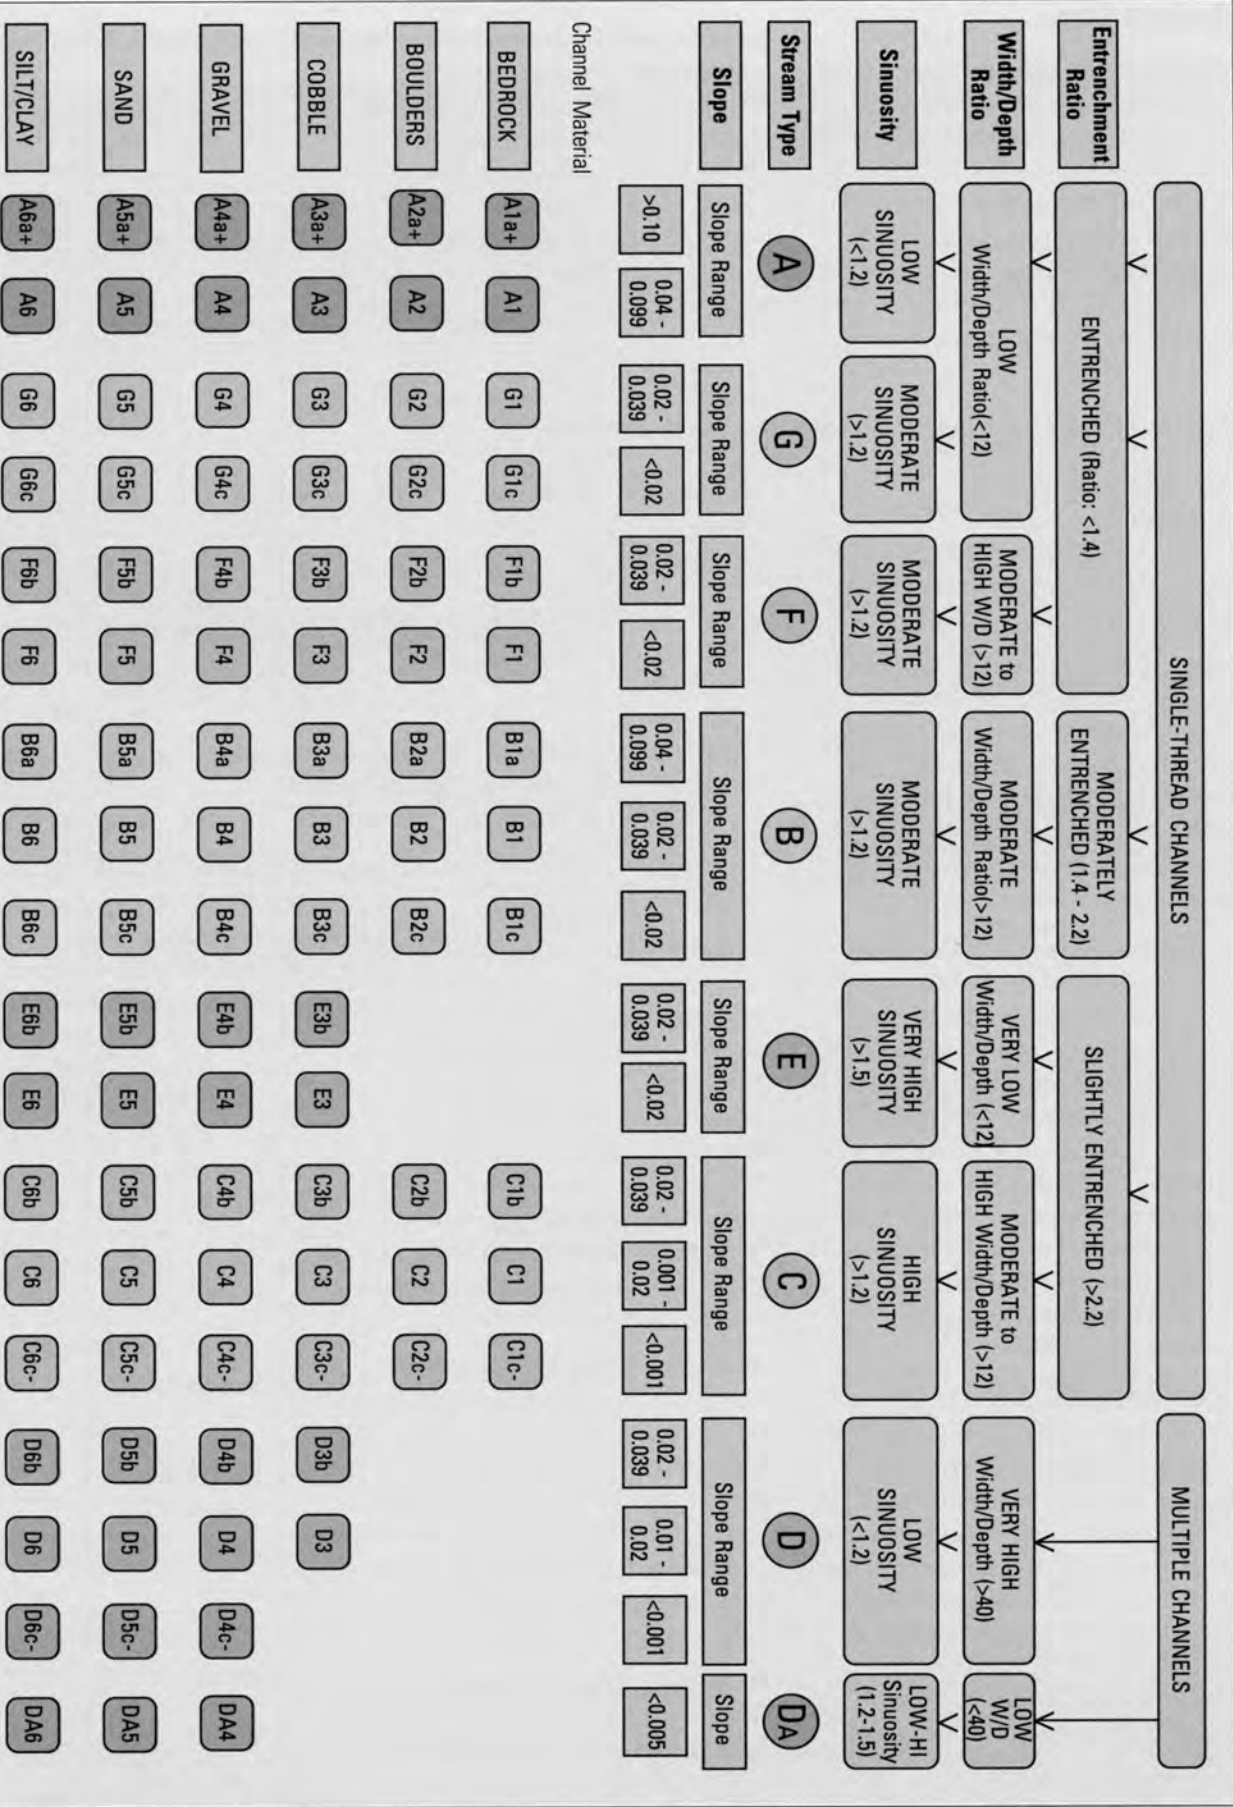 SINGLE-THREAD CHANNELS
MULTIPLE CHANNELS
Entrenchment
Ratio
ENTRENCHED (Ratio: <1.4)
MODERATELY
ENTRENCHED (1.4 - 2.2)
SLIGHTLY ENTRENCHED (>2.2)
Width/Depth
Ratio
LOW
Width/Depth Ratio(<12)
MODERATE to
HIGH W/D (>12)
MODERATE
Width/Depth Ratio(>12)
VERY LOW
Width/Depth (<12)
MODERATE to
HIGH Width/Depth (>12)
VERY HIGH
Width/Depth (>40)
LOW
W/D
(<40)
Sinuosity
LOW
SINUOSITY
(<1.2)
MODERATE
SINUOSITY
(>1.2)
MODERATE
SINUOSITY
(>1.2)
MODERATE
SINUOSITY
(>1.2)
VERY HIGH
SINUOSITY
(>1.5)
HIGH
SINUOSITY
(>1.2)
LOW
SINUOSITY
(<1.2)
LOW-HI
Sinuosity
(1.2-1.5)
Stream Type
A
G
F
B
E
C
D
DA
Slope
Slope Range
Slope Range
Slope Range
Slope Range
Slope Range
Slope Range
Slope Range
Slope
>0.10
0.04 -
0.099
0.02 -
0.039
<0.02
0.02 -
0.039
<0.02
0.04 -
0.099
0.02 -
0.039
<0.02
0.02 -
0.039
<0.02
0.02 -
0.039
0.001 -
0.02
<0.001
0.02 -
0.039
0.01 -
0.02
<0.001
<0.005
Channel Material
BEDROCK A1a+ A1 G1 G1c F1b F1 B1a B1 B1c C1b C1 C1c-
BOULDERS A2a+ A2 G2 G2c F2b F2 B2a B2 B2c C2b C2 C2c-
COBBLE A3a+ A3 G3 G3c F3b F3 B3a B3 B3c E3b E3 C3b C3 C3c- D3b D3
GRAVEL A4a+ A4 G4 G4c F4b F4 B4a B4 B4c E4b E4 C4b C4 C4c- D4b D4 D4c- DA4
SAND A5a+ A5 G5 G5c F5b F5 B5a B5 B5c E5b E5 C5b C5 C5c- D5b D5 D5c- DA5
SILT/CLAY A6a+ A6 G6 G6c F6b F6 B6a B6 B6c E6b E6 C6b C6 C6c- D6b D6 D6c- DA6